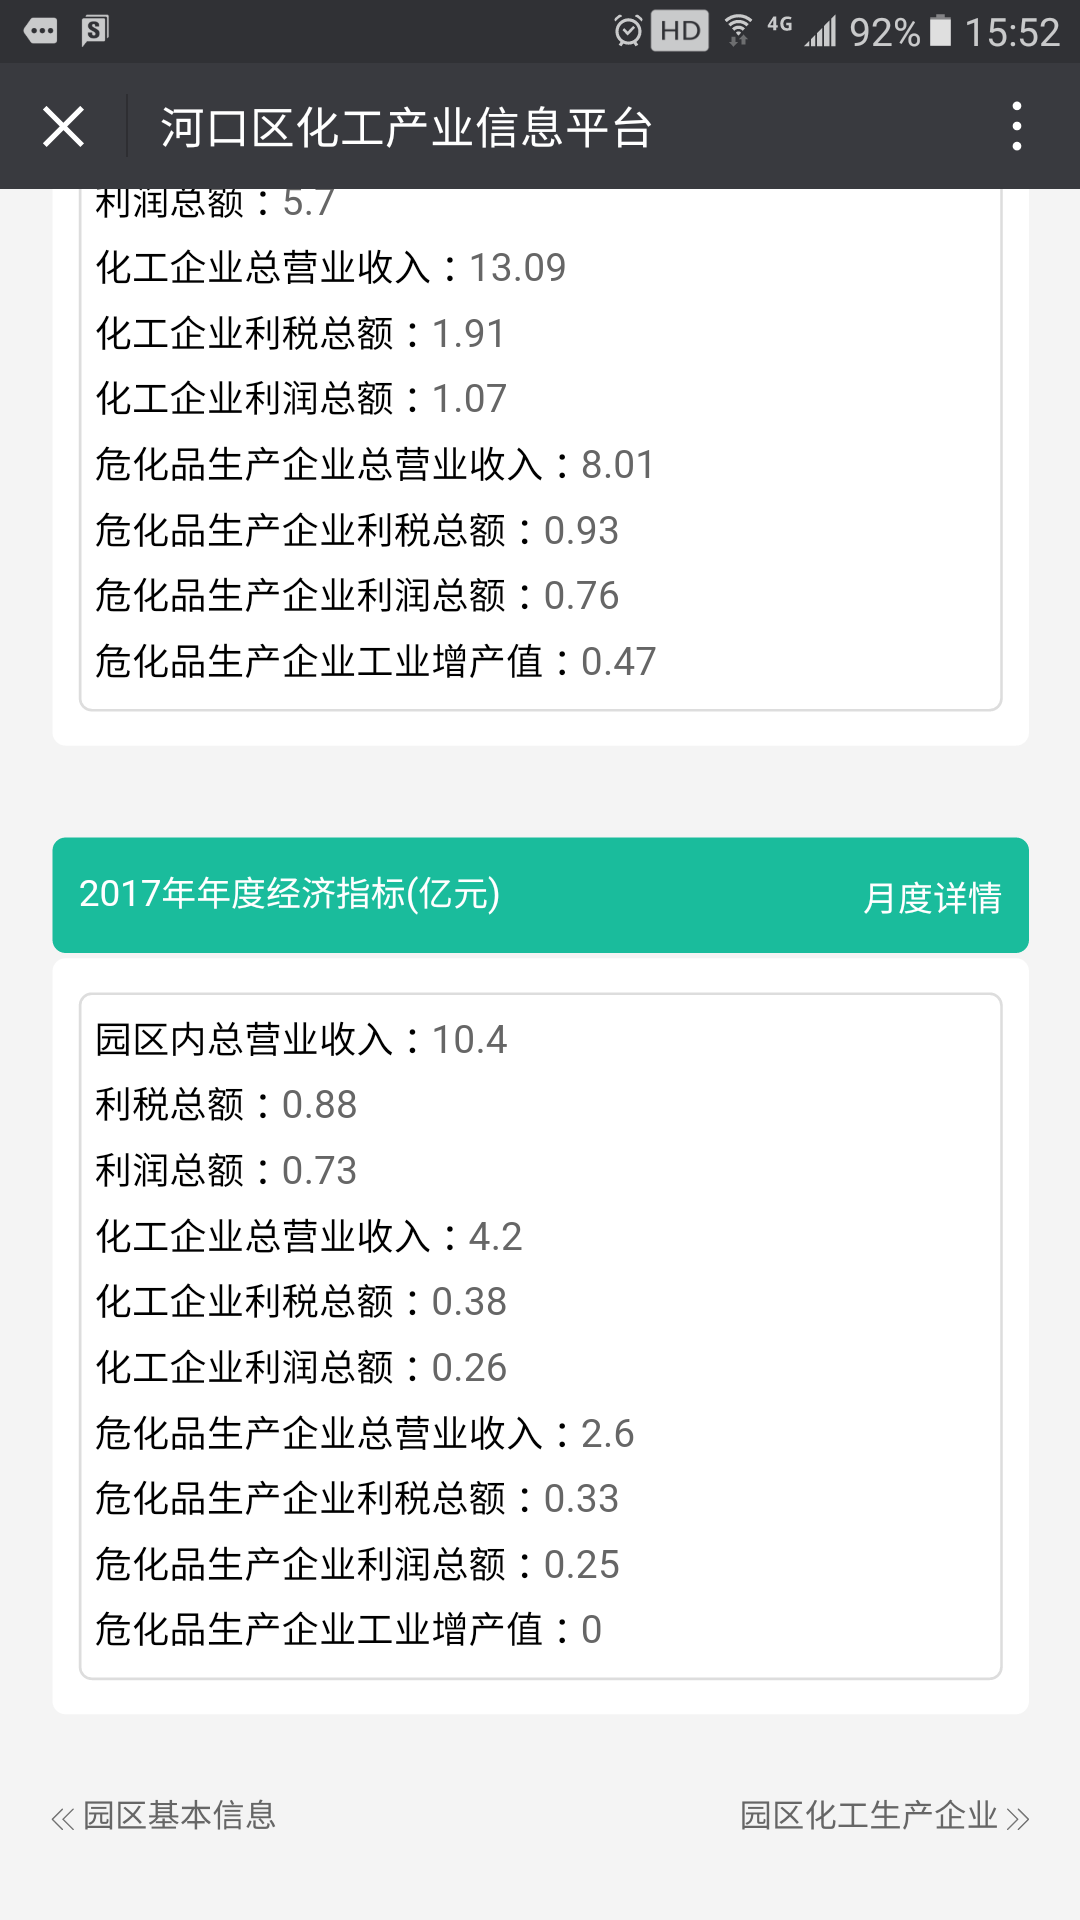 HD 4G 92% 15:52
河口区化工产业信息平台
利润总额：5.7
化工企业总营业收入：13.09
化工企业利税总额：1.91
化工企业利润总额：1.07
危化品生产企业总营业收入：8.01
危化品生产企业利税总额：0.93
危化品生产企业利润总额：0.76
危化品生产企业工业增产值：0.47
2017年年度经济指标(亿元)
月度详情
园区内总营业收入：10.4
利税总额：0.88
利润总额：0.73
化工企业总营业收入：4.2
化工企业利税总额：0.38
化工企业利润总额：0.26
危化品生产企业总营业收入：2.6
危化品生产企业利税总额：0.33
危化品生产企业利润总额：0.25
危化品生产企业工业增产值：0
园区基本信息
园区化工生产企业